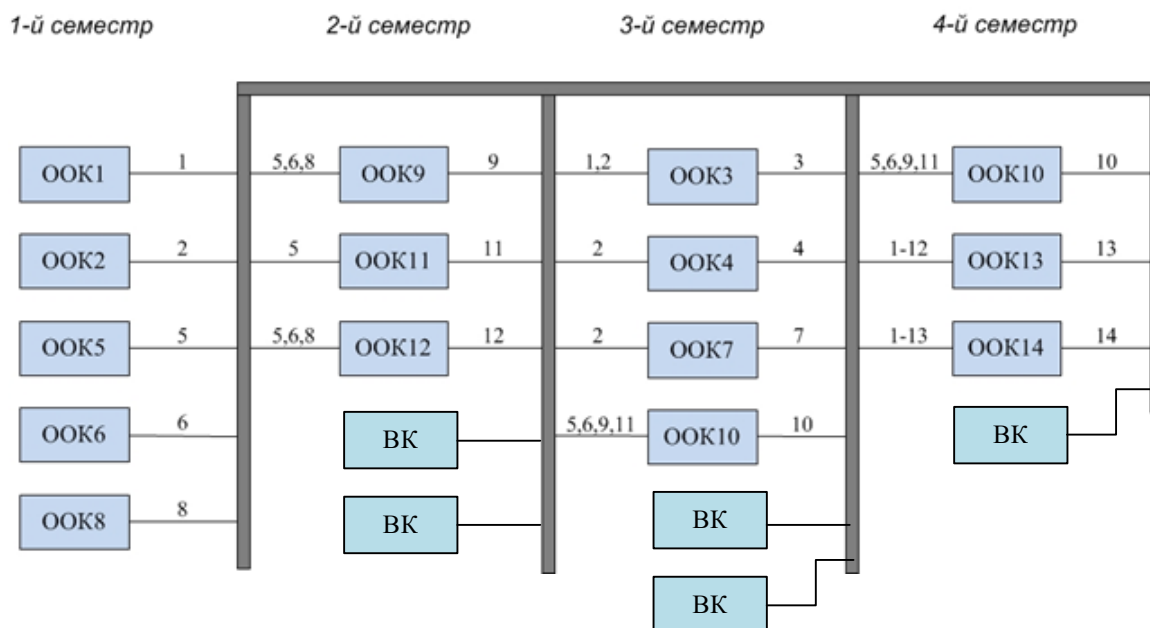 1-й семестр 2-й семестр 3-й семестр 4-й семестр
ООК1 1 5,6,8 ООК9 9 1,2 ООК3 3 5,6,9,11 ООК10 10
ООК2 2 5 ООК11 11 2 ООК4 4 1-12 ООК13 13
ООК5 5 5,6,8 ООК12 12 2 ООК7 7 1-13 ООК14 14
ООК6 6 ВК 5,6,9,11 ООК10 10 ВК
ООК8 8 ВК ВК
ВК